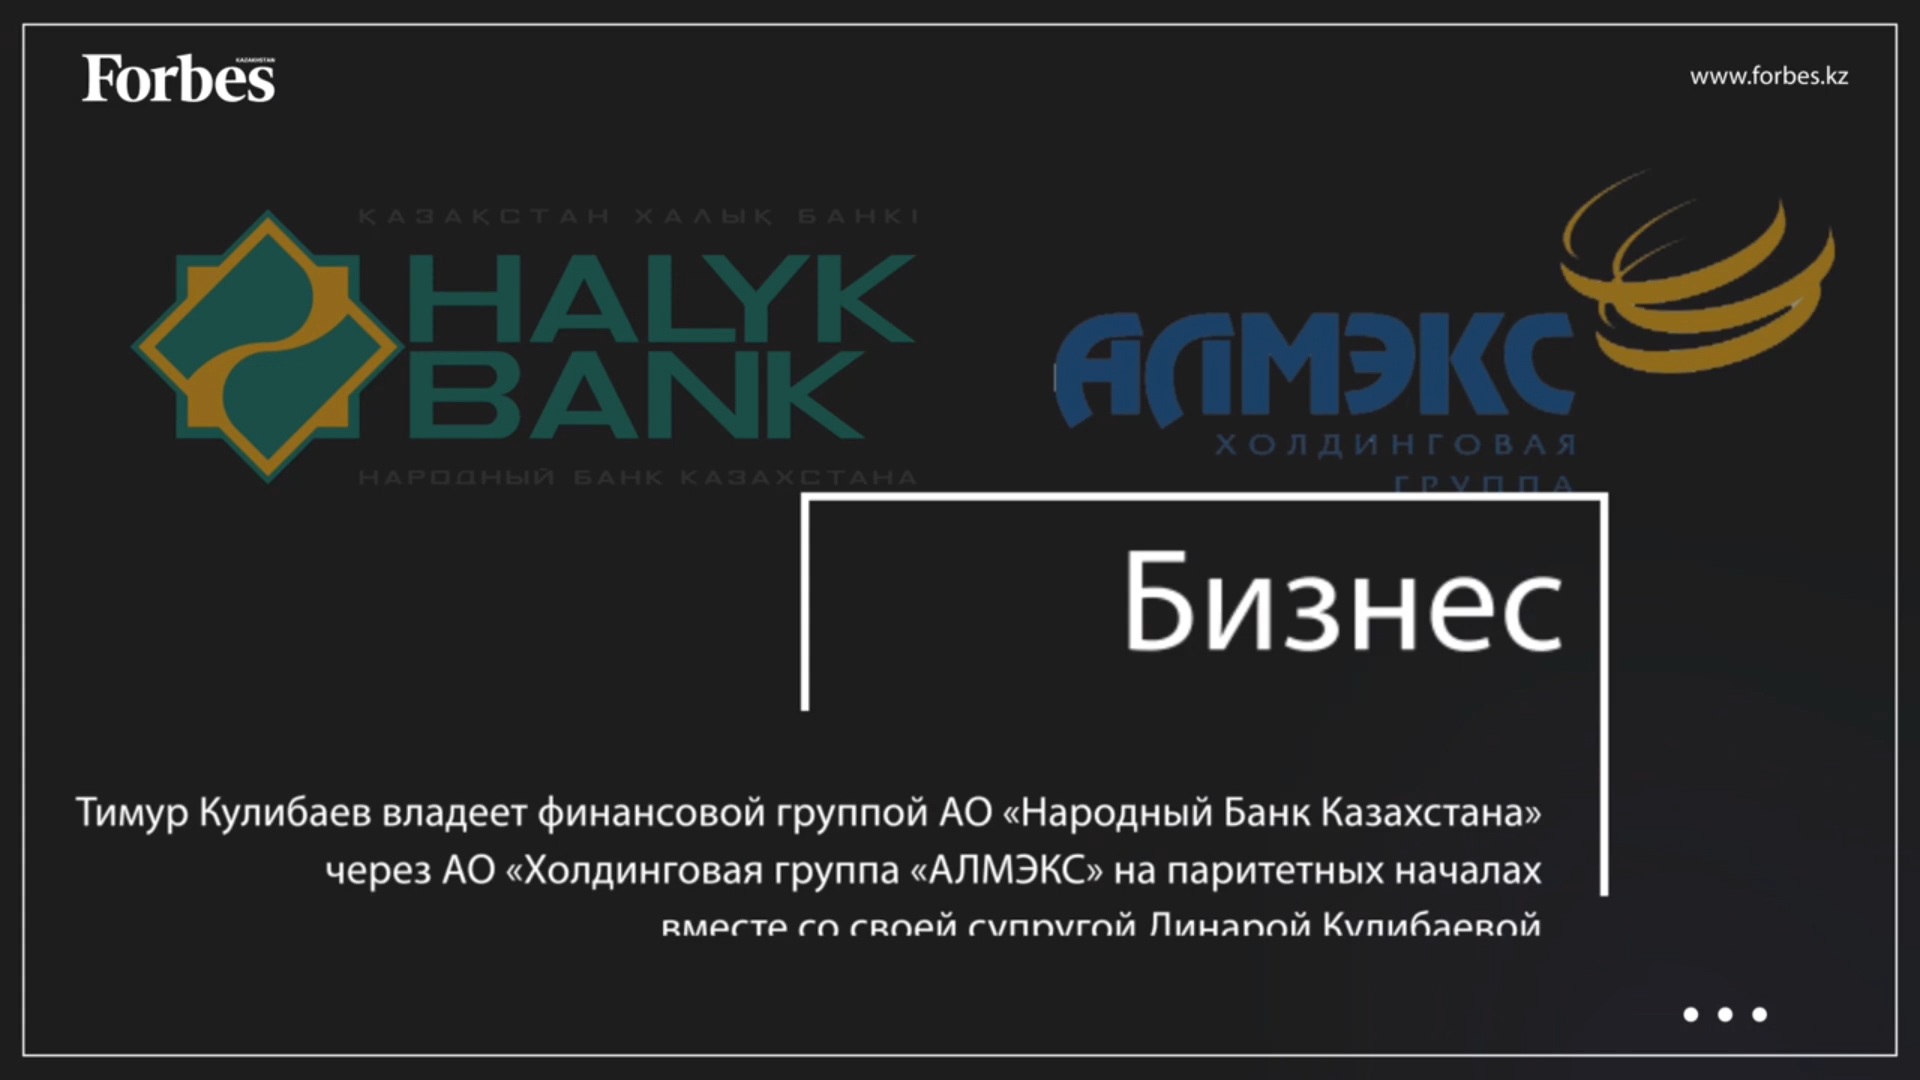 Forbes
KAZAKHSTAN
www.forbes.kz
ҚАЗАҚСТАН ХАЛЫҚ БАНКІ
HALYK
BANK
НАРОДНЫЙ БАНК КАЗАХСТАНА
АЛМЭКС
ХОЛДИНГОВАЯ
ГРУППА
Бизнес
Тимур Кулибаев владеет финансовой группой АО «Народный Банк Казахстана»
через АО «Холдинговая группа «АЛМЭКС» на паритетных началах
вместе со своей супругой Динарой Кулибаевой